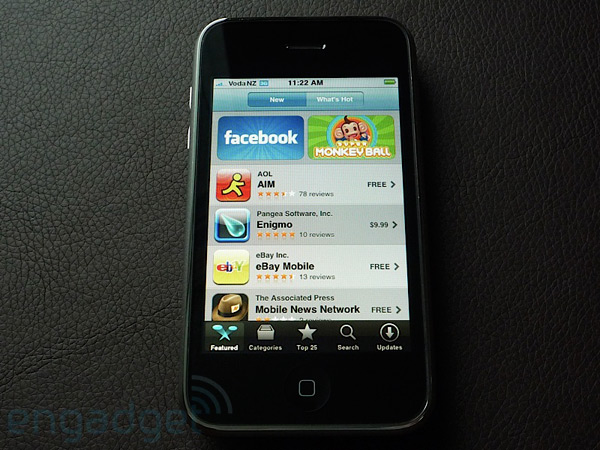 Voda NZ 3G 11:22 AM
New What's Hot
facebook
MONKEY BALL
AOL
AIM
78 reviews
FREE
Pangea Software, Inc.
Enigmo
10 reviews
$9.99
eBay Inc.
ebY
eBay Mobile
13 reviews
FREE
The Associated Press
Mobile News Network
FREE
reviews
Featured Categories Top 25 Search Updates
engadget